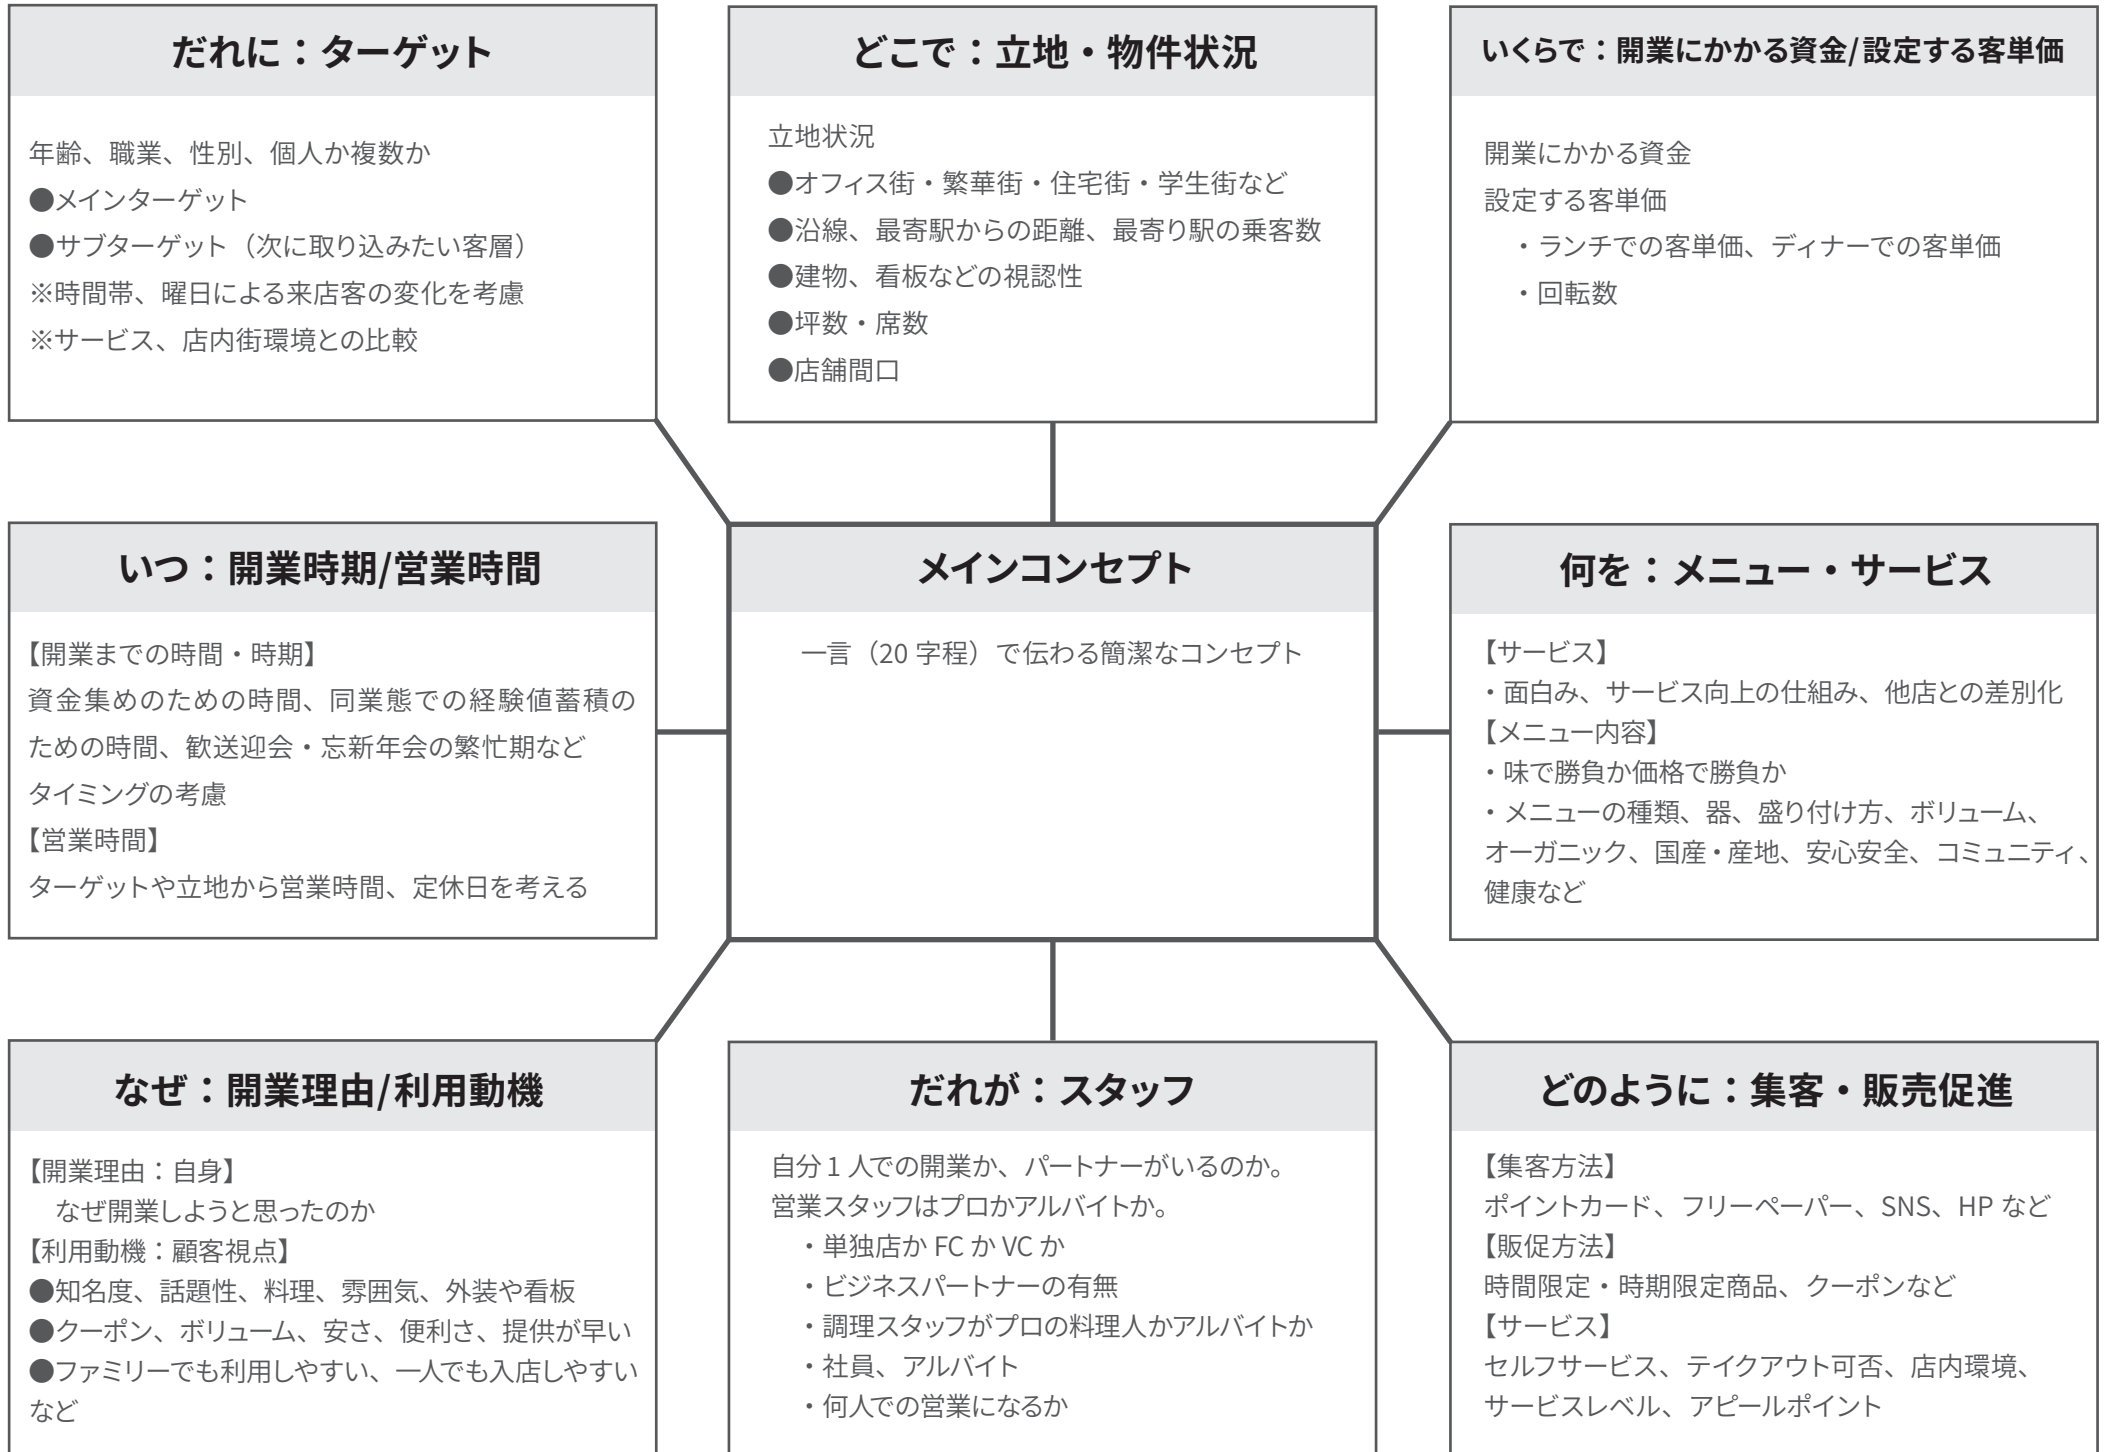 だれに：ターゲット
年齢、職業、性別、個人か複数か
●メインターゲット
●サブターゲット（次に取り込みたい客層）
※時間帯、曜日による来店客の変化を考慮
※サービス、店内街環境との比較
どこで：立地・物件状況
立地状況
●オフィス街・繁華街・住宅街・学生街など
●沿線、最寄駅からの距離、最寄り駅の乗客数
●建物、看板などの視認性
●坪数・席数
●店舗間口
いくらで：開業にかかる資金/設定する客単価
開業にかかる資金
設定する客単価
・ランチでの客単価、ディナーでの客単価
・回転数
いつ：開業時期/営業時間
【開業までの時間・時期】
資金集めのための時間、同業態での経験値蓄積の
ための時間、歓送迎会・忘新年会の繁忙期など
タイミングの考慮
【営業時間】
ターゲットや立地から営業時間、定休日を考える
メインコンセプト
一言（20 字程）で伝わる簡潔なコンセプト
何を：メニュー・サービス
【サービス】
・面白み、サービス向上の仕組み、他店との差別化
【メニュー内容】
・味で勝負か価格で勝負か
・メニューの種類、器、盛り付け方、ボリューム、
オーガニック、国産・産地、安心安全、コミュニティ、
健康など
なぜ：開業理由/利用動機
【開業理由：自身】
なぜ開業しようと思ったのか
【利用動機：顧客視点】
●知名度、話題性、料理、雰囲気、外装や看板
●クーポン、ボリューム、安さ、便利さ、提供が早い
●ファミリーでも利用しやすい、一人でも入店しやすい
など
だれが：スタッフ
自分 1 人での開業か、パートナーがいるのか。
営業スタッフはプロかアルバイトか。
・単独店か FC か VC か
・ビジネスパートナーの有無
・調理スタッフがプロの料理人かアルバイトか
・社員、アルバイト
・何人での営業になるか
どのように：集客・販売促進
【集客方法】
ポイントカード、フリーペーパー、SNS、HP など
【販促方法】
時間限定・時期限定商品、クーポンなど
【サービス】
セルフサービス、テイクアウト可否、店内環境、
サービスレベル、アピールポイント